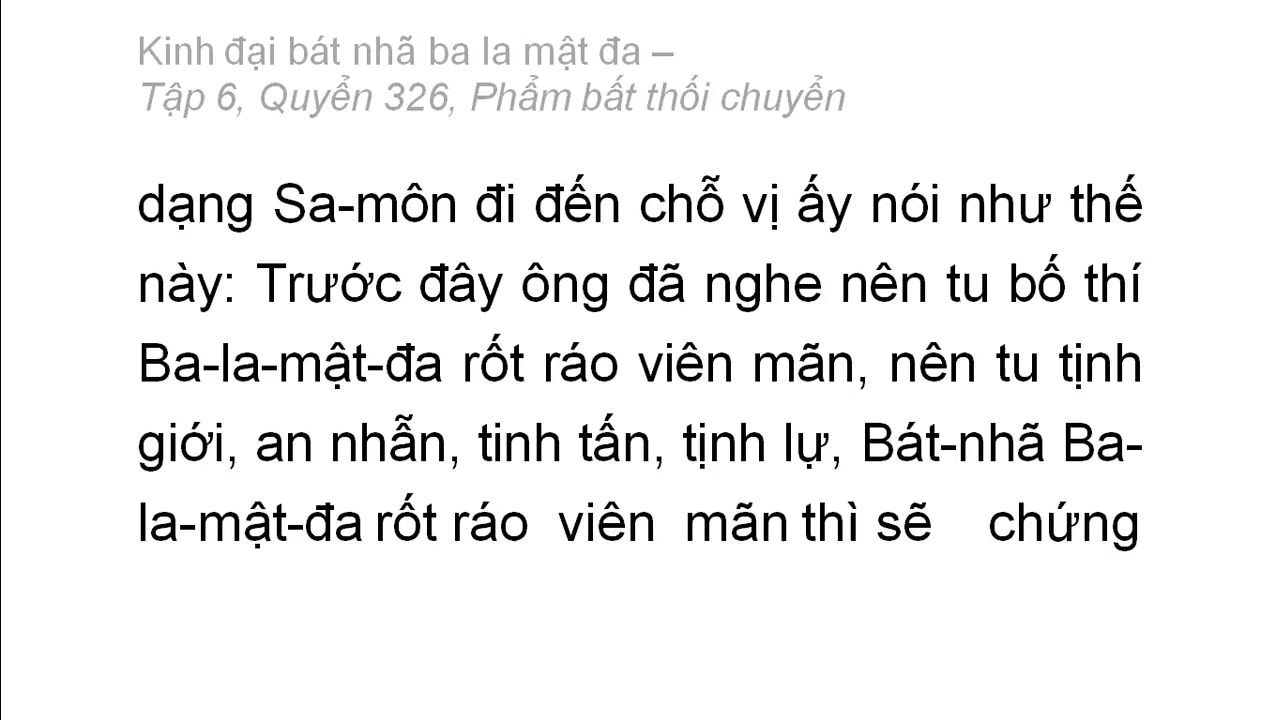 Kinh đại bát nhã ba la mật đa –
Tập 6, Quyển 326, Phẩm bất thối chuyển
dạng Sa-môn đi đến chỗ vị ấy nói như thế
này: Trước đây ông đã nghe nên tu bố thí
Ba-la-mật-đa rốt ráo viên mãn, nên tu tịnh
giới, an nhẫn, tinh tấn, tịnh lự, Bát-nhã Ba-
la-mật-đa rốt ráo viên mãn thì sẽ chứng